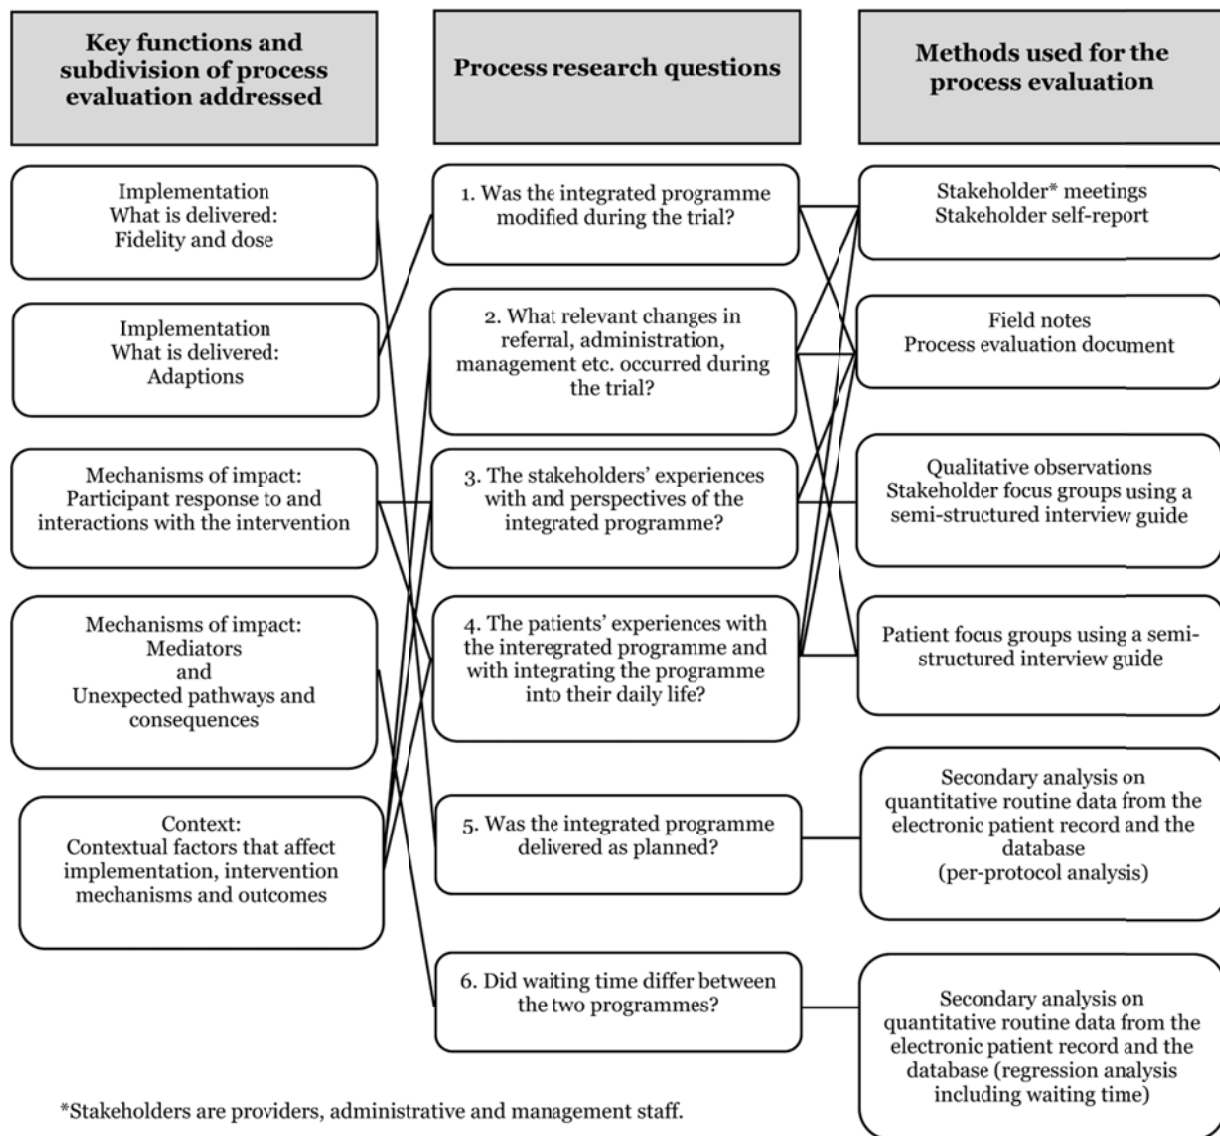 Key functions and
subdivision of process
evaluation addressed
Process research questions
Methods used for the
process evaluation
Implementation
What is delivered:
Fidelity and dose
Implementation
What is delivered:
Adaptions
Mechanisms of impact:
Participant response to and
interactions with the intervention
Mechanisms of impact:
Mediators
and
Unexpected pathways and
consequences
Context:
Contextual factors that affect
implementation, intervention
mechanisms and outcomes
1. Was the integrated programme
modified during the trial?
2. What relevant changes in
referral, administration,
management etc. occurred during
the trial?
3. The stakeholders’ experiences
with and perspectives of the
integrated programme?
4. The patients’ experiences with
the interegrated programme and
with integrating the programme
into their daily life?
5. Was the integrated programme
delivered as planned?
6. Did waiting time differ between
the two programmes?
Stakeholder* meetings
Stakeholder self-report
Field notes
Process evaluation document
Qualitative observations
Stakeholder focus groups using a
semi-structured interview guide
Patient focus groups using a semi-
structured interview guide
Secondary analysis on
quantitative routine data from the
electronic patient record and the
database
(per-protocol analysis)
Secondary analysis on
quantitative routine data from the
electronic patient record and the
database (regression analysis
including waiting time)
*Stakeholders are providers, administrative and management staff.